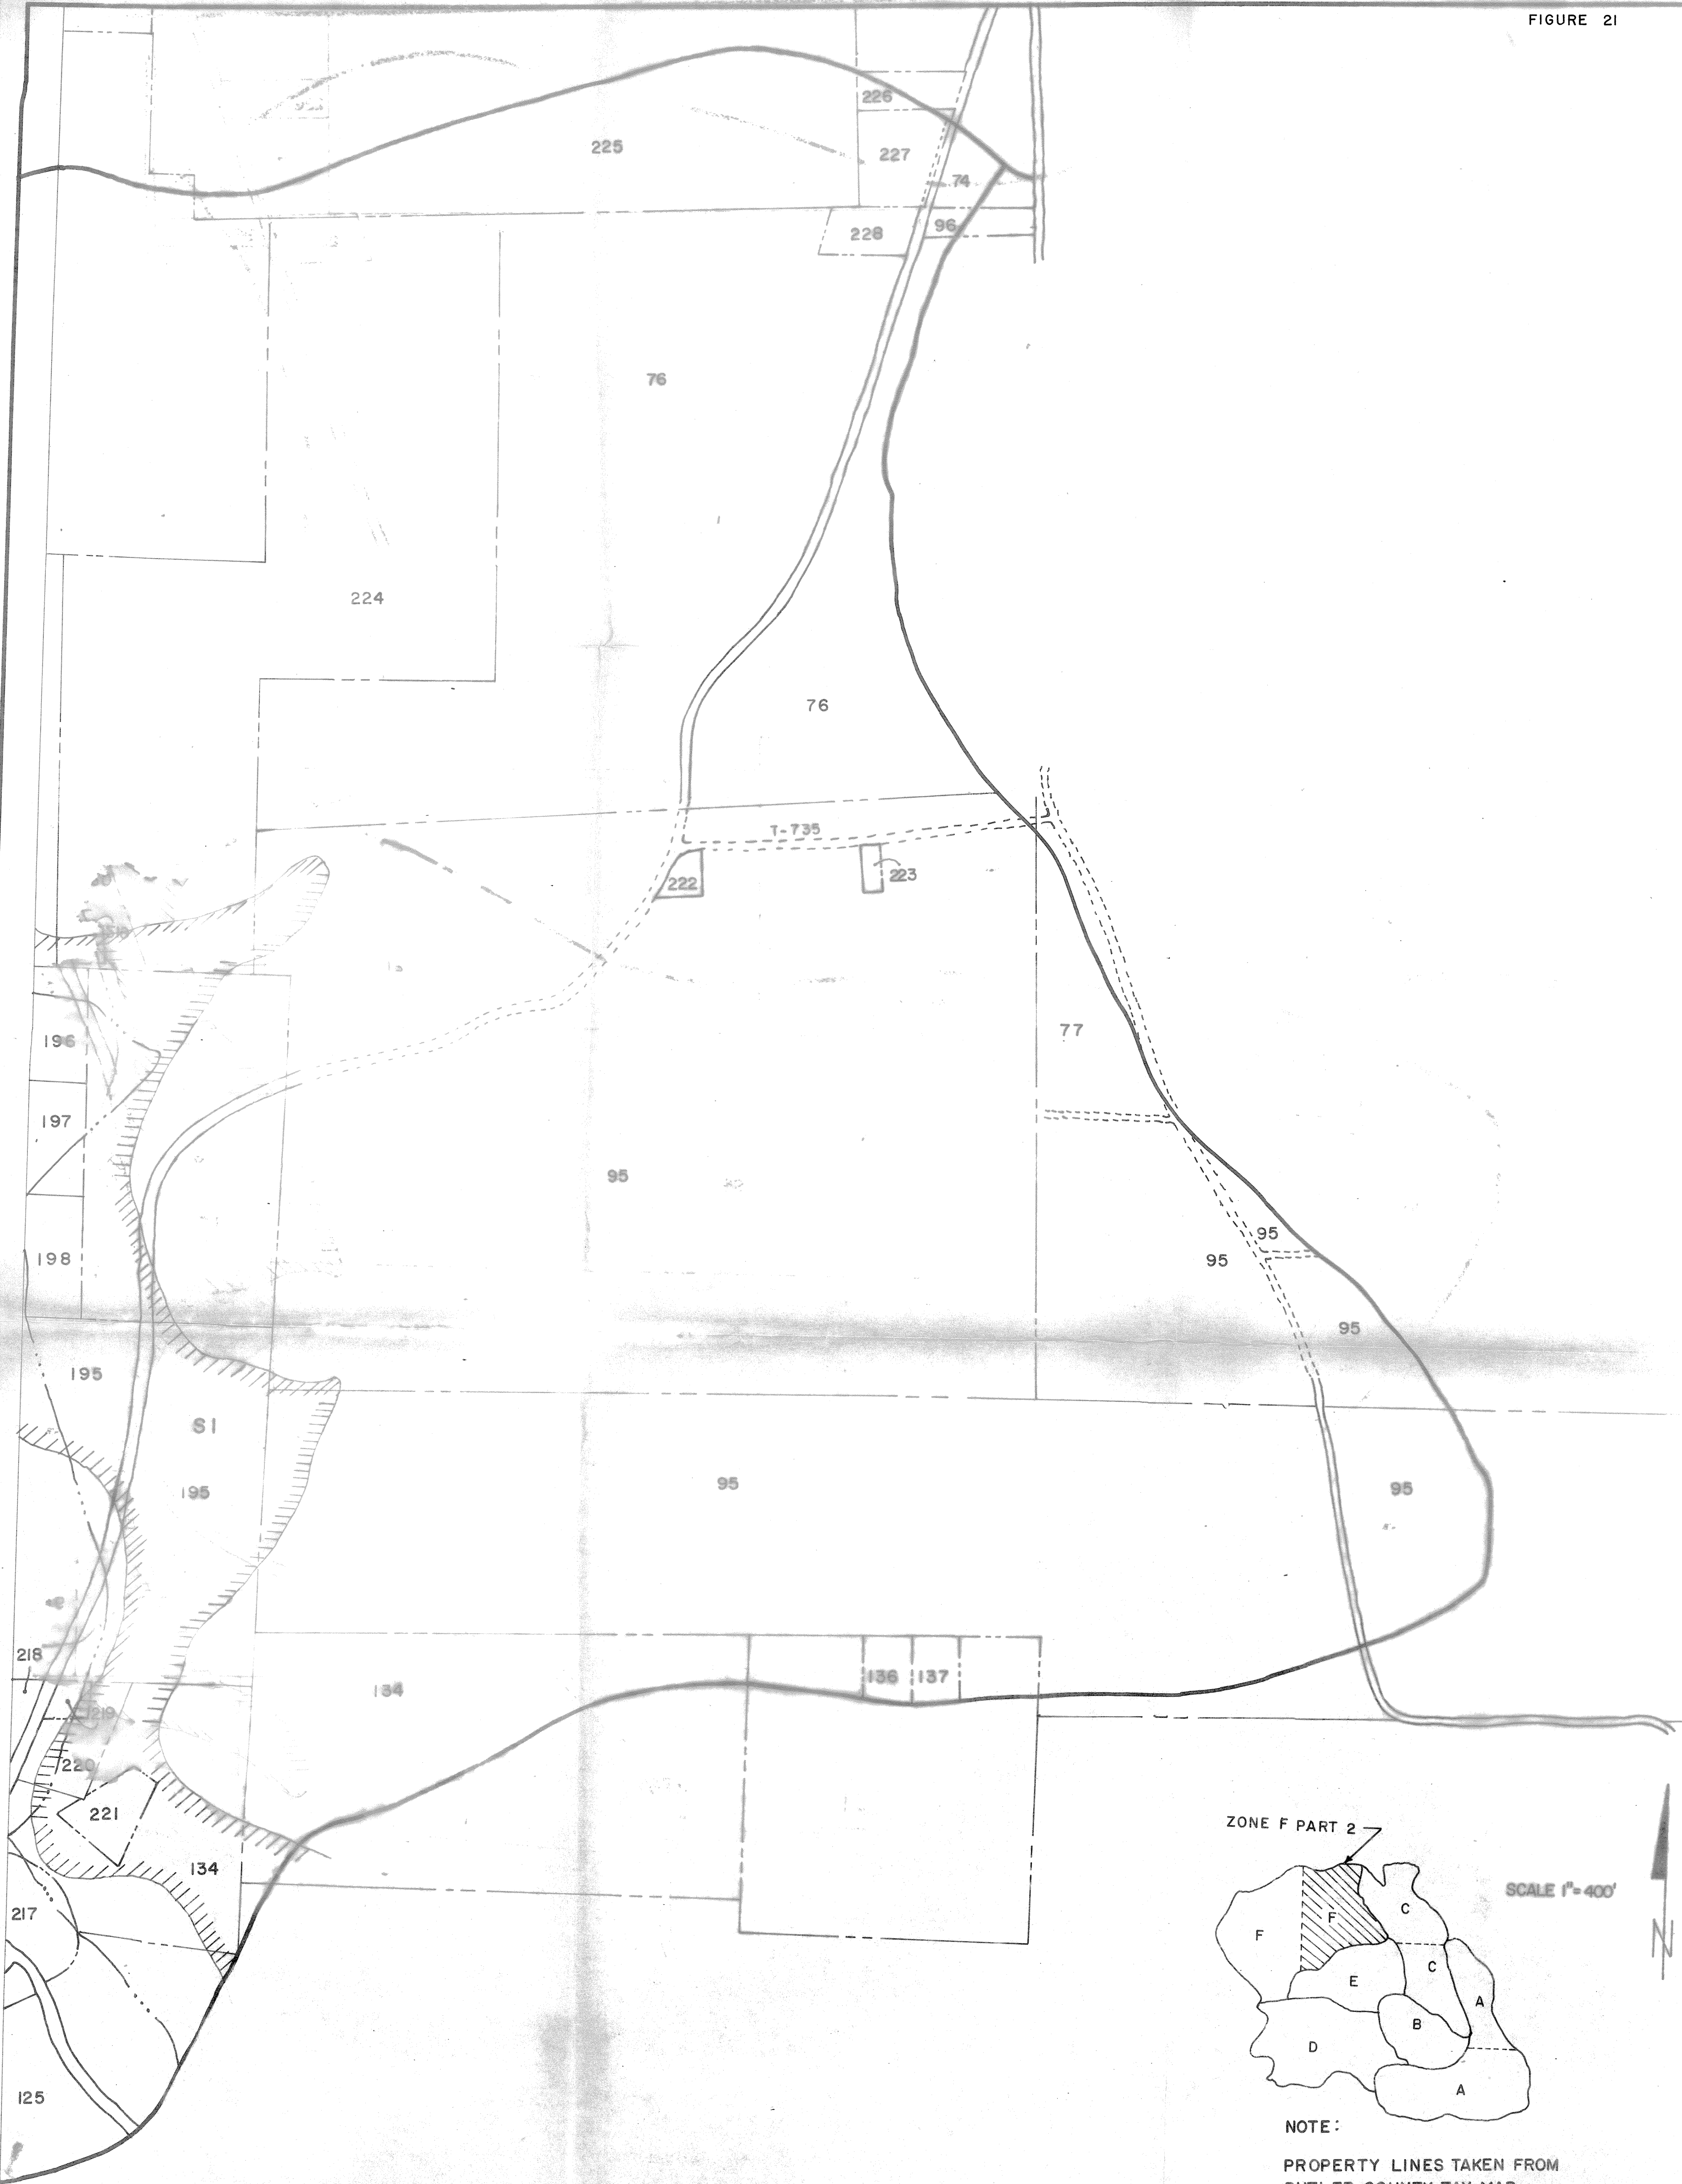 FIGURE 21
226
225
227
74
228
96
76
224
76
T-735
222
223
196
77
197
95
95
198
95
95
195
S1
195
95
95
218
136
137
134
219
220
221
ZONE F PART 2
134
SCALE 1"=400'
C
F
F
217
C
E
A
B
N
D
A
125
NOTE:
PROPERTY LINES TAKEN FROM